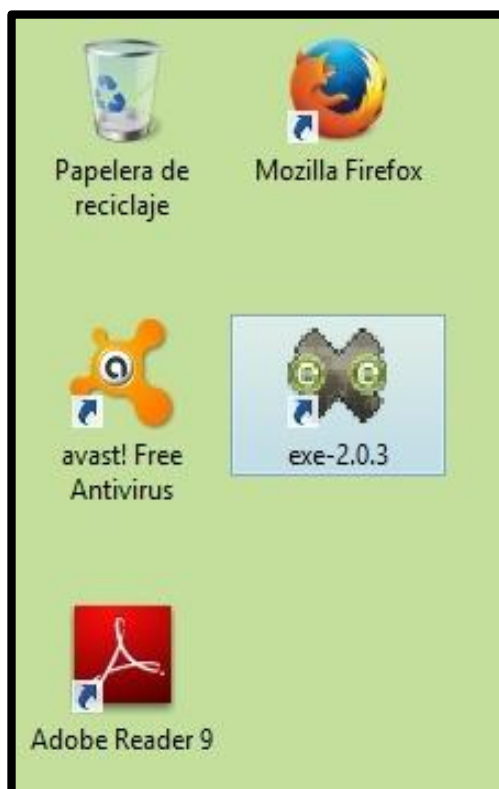 Papelera de
reciclaje
Mozilla Firefox
avast! Free
Antivirus
exe-2.0.3
Adobe Reader 9